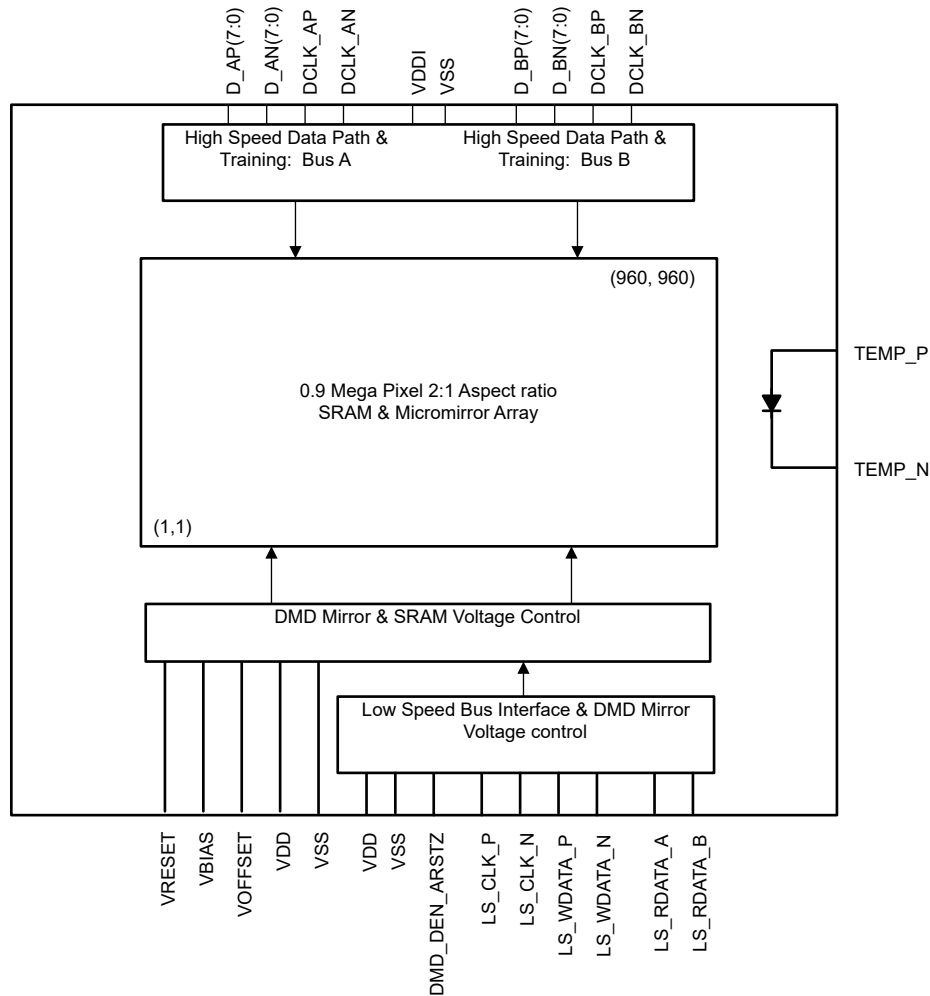 D_AP(7:0)
D_AN(7:0)
DCLK_AP
DCLK_AN
VDDI
VSS
D_BP(7:0)
D_BN(7:0)
DCLK_BP
DCLK_BN
High Speed Data Path &
Training: Bus A
High Speed Data Path &
Training: Bus B
(960, 960)
0.9 Mega Pixel 2:1 Aspect ratio
SRAM & Micromirror Array
(1,1)
TEMP_P
TEMP_N
DMD Mirror & SRAM Voltage Control
Low Speed Bus Interface & DMD Mirror
Voltage control
VRESET
VBIAS
VOFFSET
VDD
VSS
VDD
VSS
DMD_DEN_ARSTZ
LS_CLK_P
LS_CLK_N
LS_WDATA_P
LS_WDATA_N
LS_RDATA_A
LS_RDATA_B